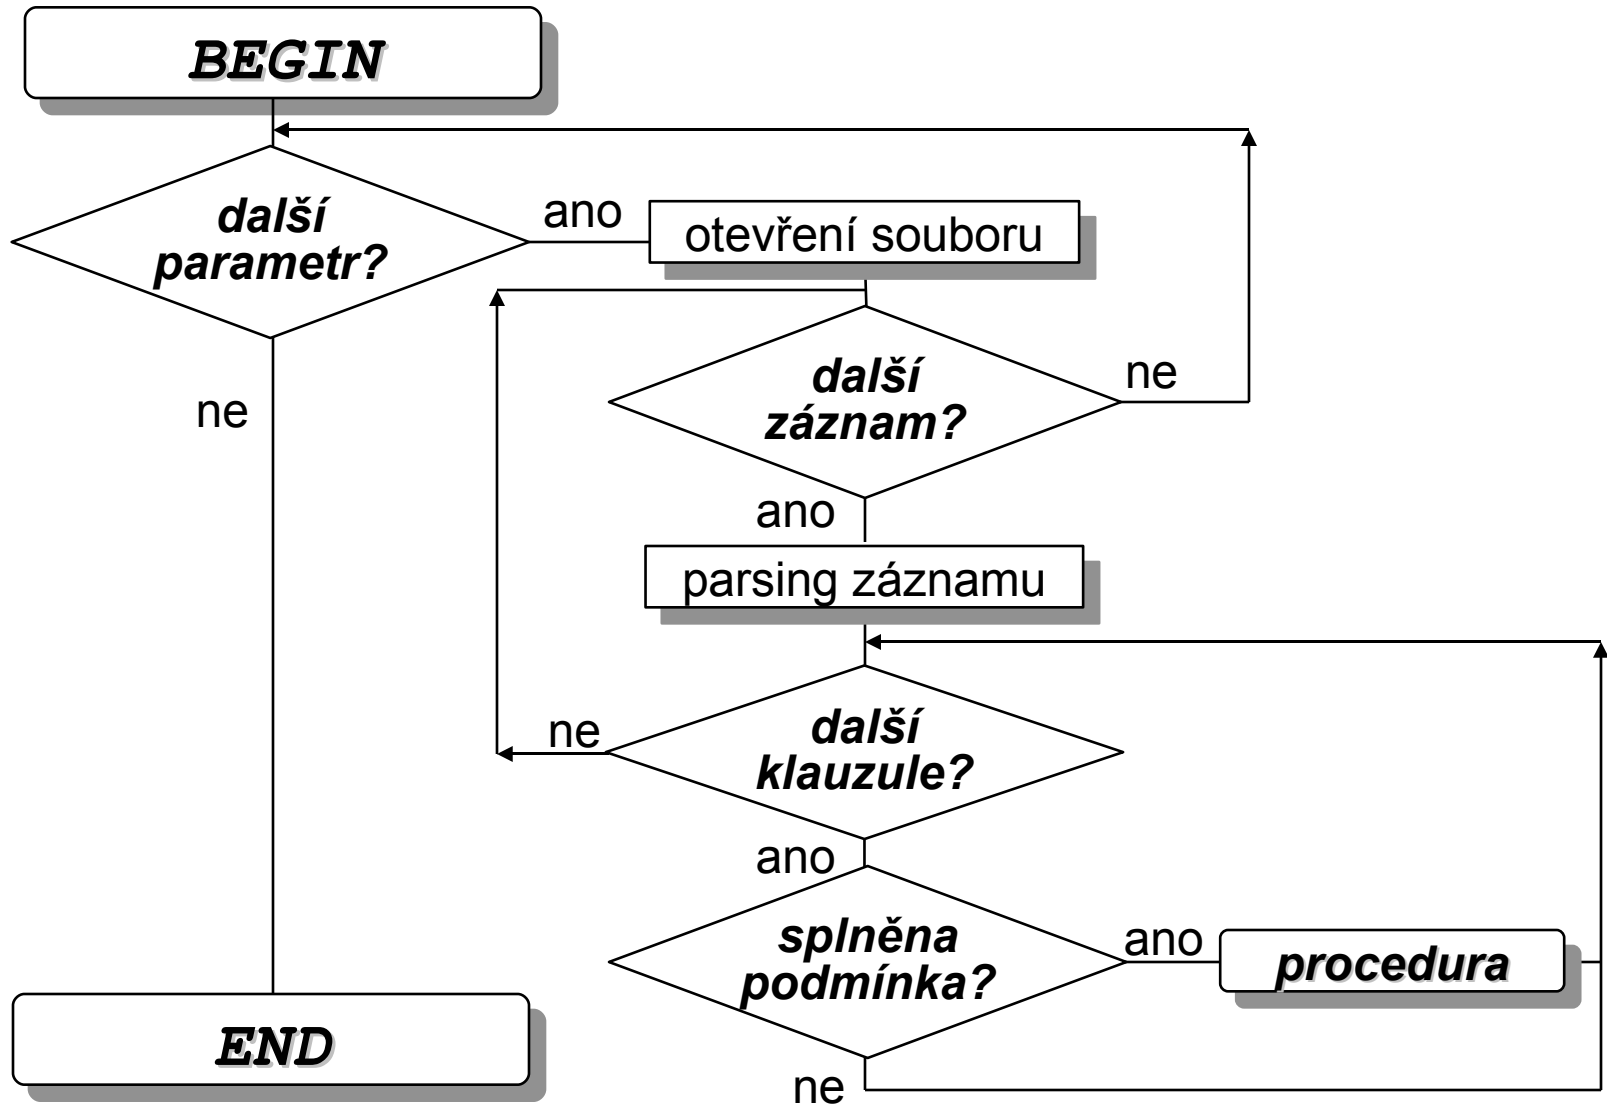 BEGIN
další
parametr?
ano
otevření souboru
ne
další
záznam?
ne
ano
parsing záznamu
ne
další
klauzule?
ano
splněna
podmínka?
ano
procedura
ne
END